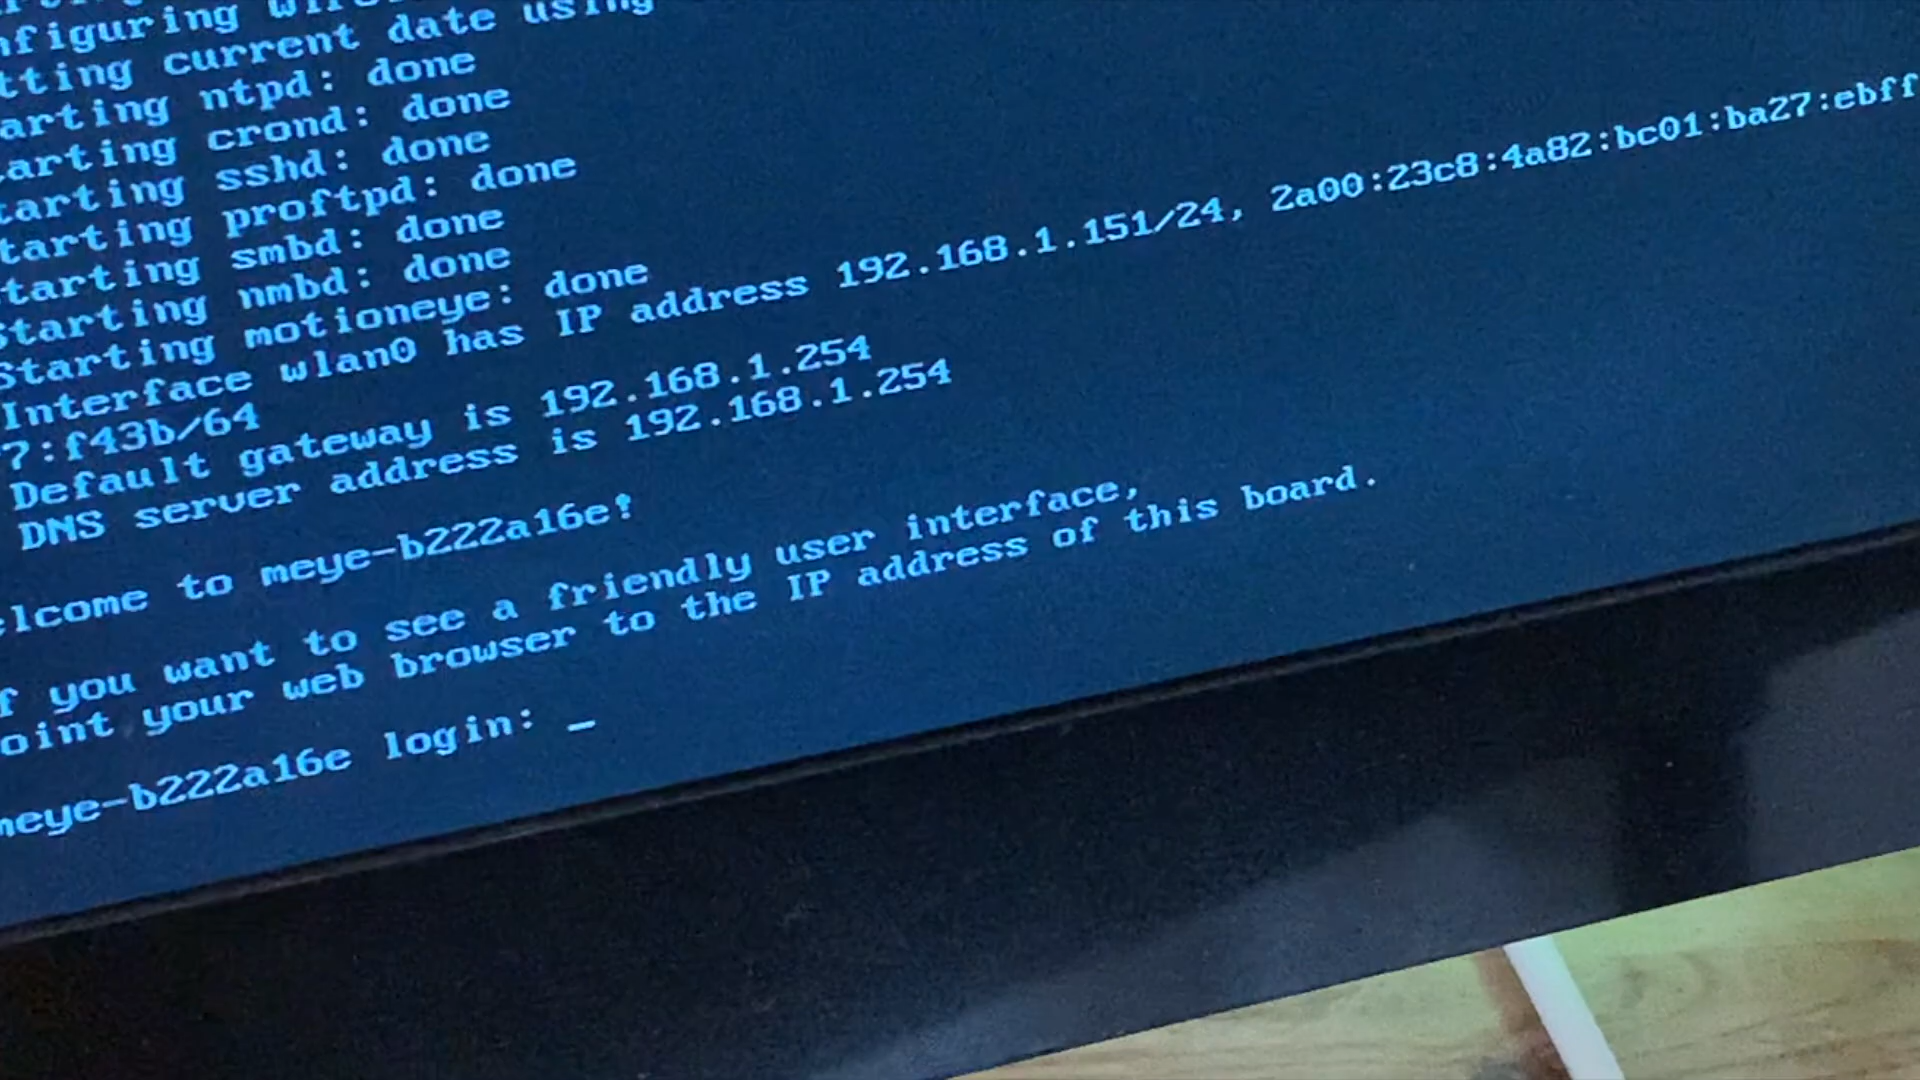 nfiguring
tting current date using
arting ntpd: done
arting crond: done
tarting sshd: done
tarting proftpd: done
tarting smbd: done
Starting nmbd: done
Starting motioneye: done
Interface wlan0 has IP address 192.168.1.151/24, 2a00:23c8:4a82:bc01:ba27:ebff
7:f43b/64
Default gateway is 192.168.1.254
DNS server address is 192.168.1.254
elcome to meye-b222a16e!
f you want to see a friendly user interface,
oint your web browser to the IP address of this board.
meye-b222a16e login: _